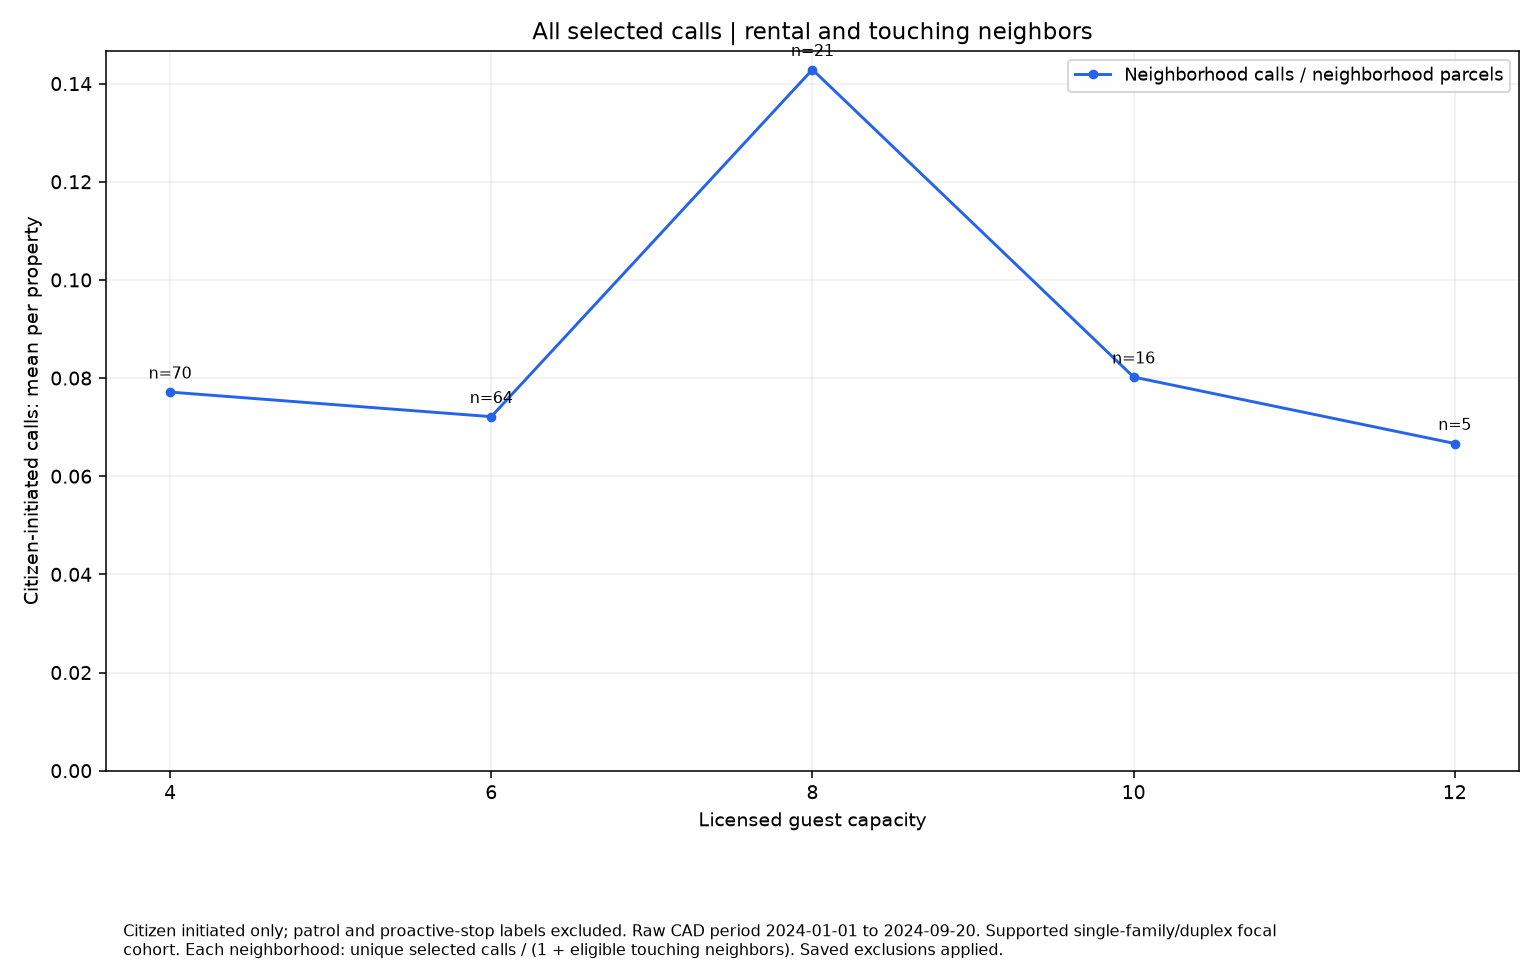 All selected calls | rental and touching neighbors
n=21
Neighborhood calls / neighborhood parcels
0.14
0.12
0.10
0.08
0.06
0.04
0.02
0.00
Citizen-initiated calls: mean per property
n=70
n=64
n=16
n=5
4 6 8 10 12
Licensed guest capacity
Citizen initiated only; patrol and proactive-stop labels excluded. Raw CAD period 2024-01-01 to 2024-09-20. Supported single-family/duplex focal
cohort. Each neighborhood: unique selected calls / (1 + eligible touching neighbors). Saved exclusions applied.